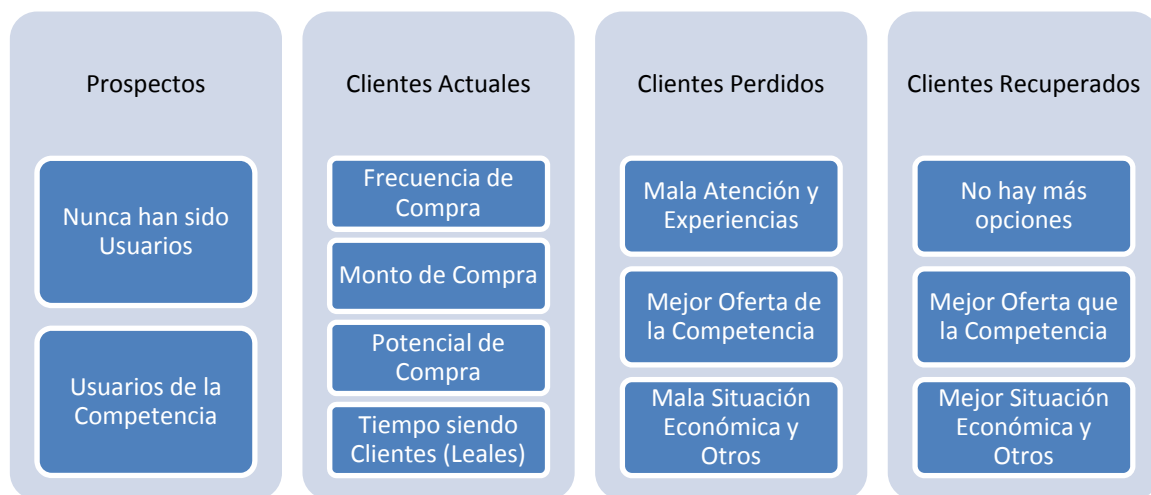 Prospectos
Nunca han sido
Usuarios
Usuarios de la
Competencia
Clientes Actuales
Frecuencia de
Compra
Monto de Compra
Potencial de
Compra
Tiempo siendo
Clientes (Leales)
Clientes Perdidos
Mala Atención y
Experiencias
Mejor Oferta de
la Competencia
Mala Situación
Económica y
Otros
Clientes Recuperados
No hay más
opciones
Mejor Oferta que
la Competencia
Mejor Situación
Económica y
Otros